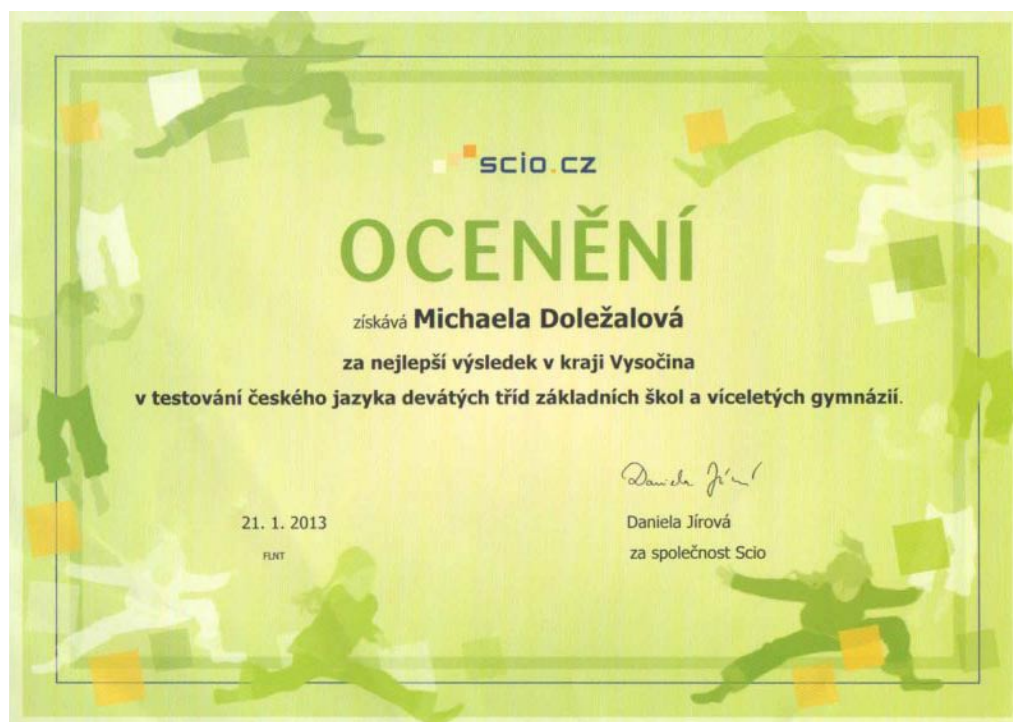 scio.cz
OCENĚNÍ
získává Michaela Doležalová
za nejlepší výsledek v kraji Vysočina
v testování českého jazyka devátých tříd základních škol a víceletých gymnázií.
Daniela Jírová
21. 1. 2013
Daniela Jírová
FLNT
za společnost Scio